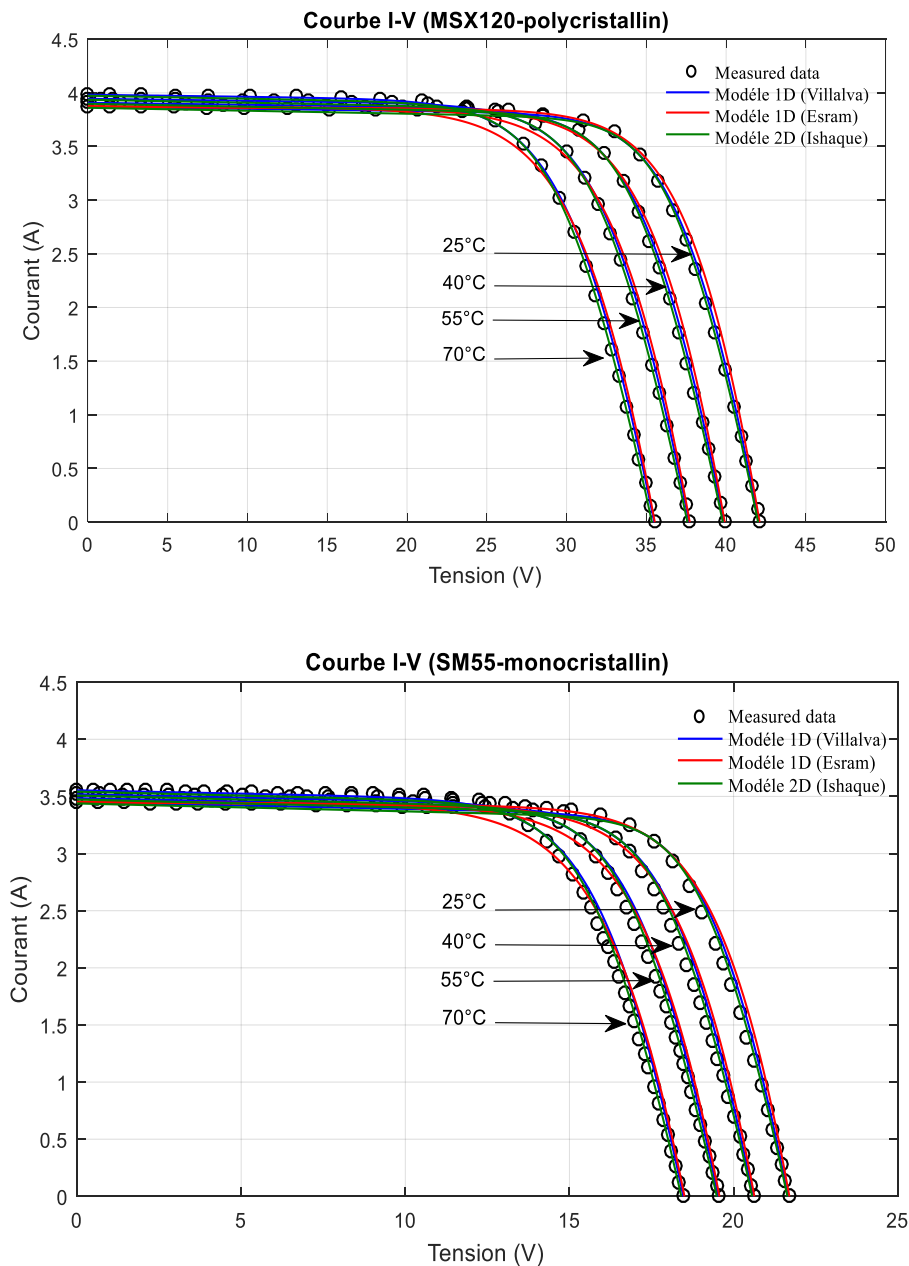 Courbe I-V (MSX120-polycristallin)
4.5
4
3.5
3
2.5
2
1.5
1
0.5
0
Courant (A)
Measured data
Modéle 1D (Villalva)
Modéle 1D (Esram)
Modéle 2D (Ishaque)
25°C
40°C
55°C
70°C
0 5 10 15 20 25 30 35 40 45 50
Tension (V)
Courbe I-V (SM55-monocristallin)
4.5
4
3.5
3
2.5
2
1.5
1
0.5
0
Courant (A)
Measured data
Modéle 1D (Villalva)
Modéle 1D (Esram)
Modéle 2D (Ishaque)
25°C
40°C
55°C
70°C
0 5 10 15 20 25
Tension (V)